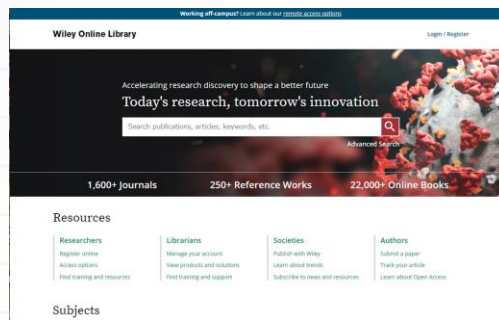 Working off-campus? Learn about our remote access options
Wiley Online Library
Login / Register
Accelerating research discovery to shape a better future
Today's research, tomorrow's innovation
Search publications, articles, keywords, etc.
Advanced Search
1,600+ Journals 250+ Reference Works 22,000+ Online Books
Resources
Researchers
Register online
Access options
Find training and resources
Librarians
Manage your account
View products and solutions
Find training and support
Societies
Publish with Wiley
Learn about trends
Subscribe to news and resources
Authors
Submit a paper
Track your article
Learn about Open Access
Subjects